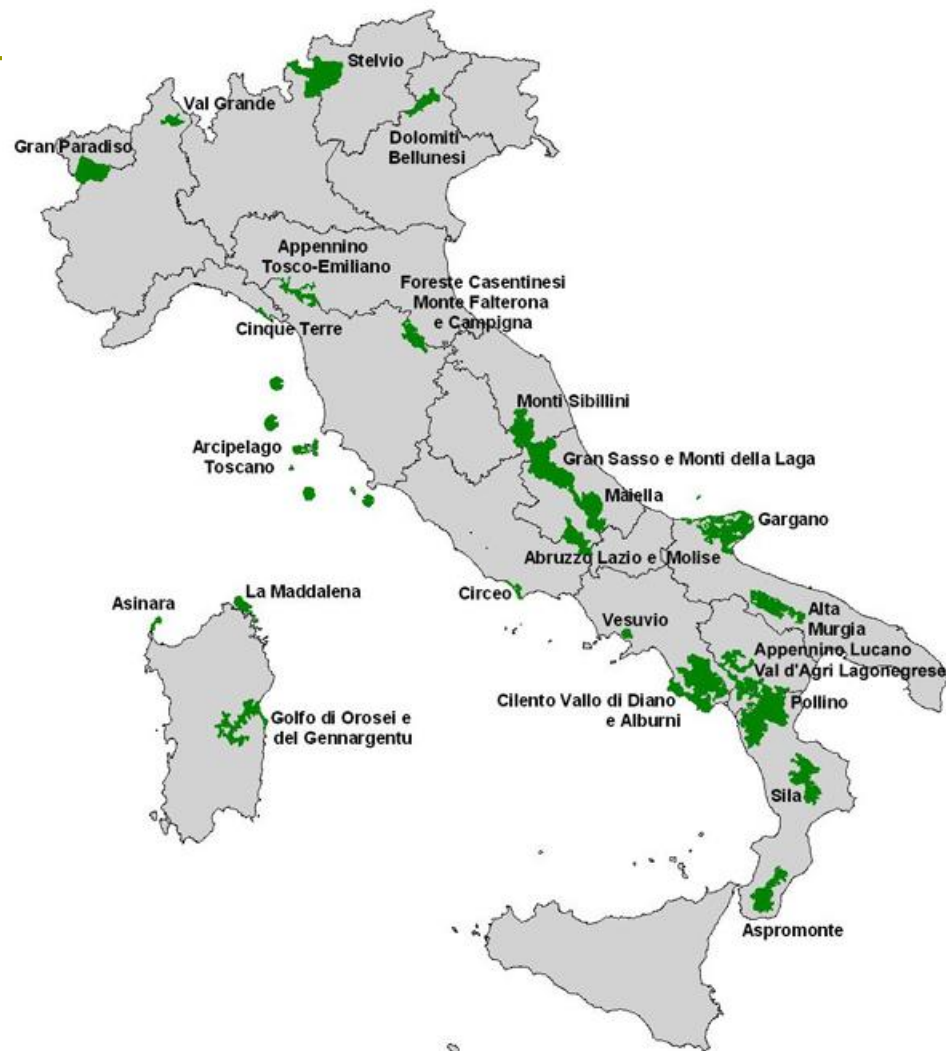 Stelvio
Val Grande
Gran Paradiso
Dolomiti
Bellunesi
Appennino
Tosco-Emiliano
Foreste Casentinesi
Monte Falterona
e Campigna
Cinque Terre
Monti Sibillini
Arcipelago
Toscano
Gran Sasso e Monti della Laga
Maiella
Gargano
Abruzzo Lazio e Molise
Circeo
La Maddalena
Asinara
Alta
Murgia
Vesuvio
Appennino Lucano
Val d'Agri Lagonegrese
Cilento Vallo di Diano
e Alburni
Pollino
Golfo di Orosei e
del Gennargentu
Sila
Aspromonte